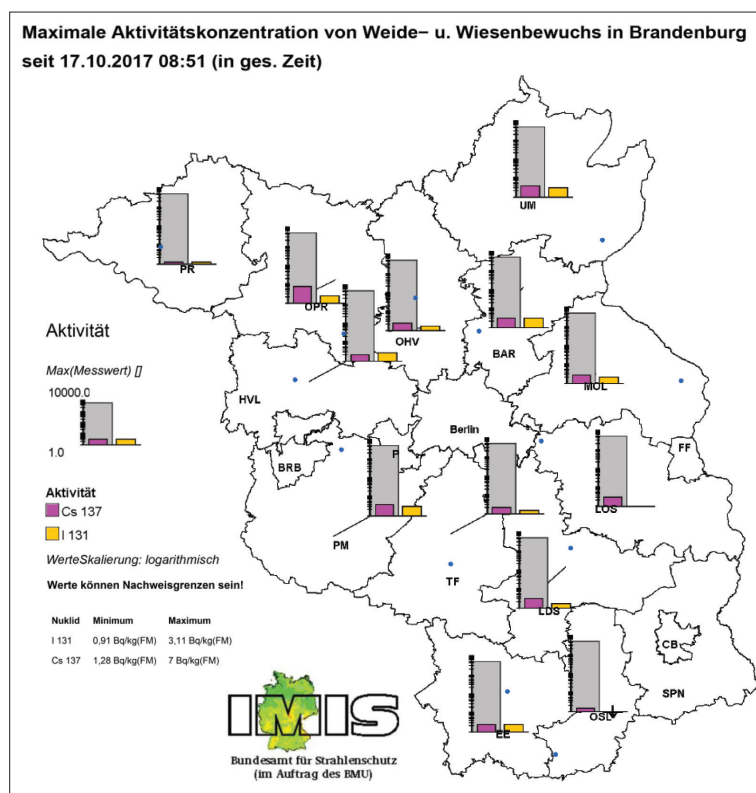 Maximale Aktivitätskonzentration von Weide− u. Wiesenbewuchs in Brandenburg
seit 17.10.2017 08:51 (in ges. Zeit)
UM
PR
OPR
OHV
BAR
MOL
HVL
Berlin
FF
BRB
P
LOS
PM
TF
LDS
CB
SPN
OSL
EE
Aktivität
Max(Messwert) []
10000.0
1.0
Aktivität
Cs 137
I 131
WerteSkalierung: logarithmisch
Werte können Nachweisgrenzen sein!
Nuklid Minimum Maximum
I 131 0,91 Bq/kg(FM) 3,11 Bq/kg(FM)
Cs 137 1,28 Bq/kg(FM) 7 Bq/kg(FM)
IMIS
Bundesamt für Strahlenschutz
(im Auftrag des BMU)